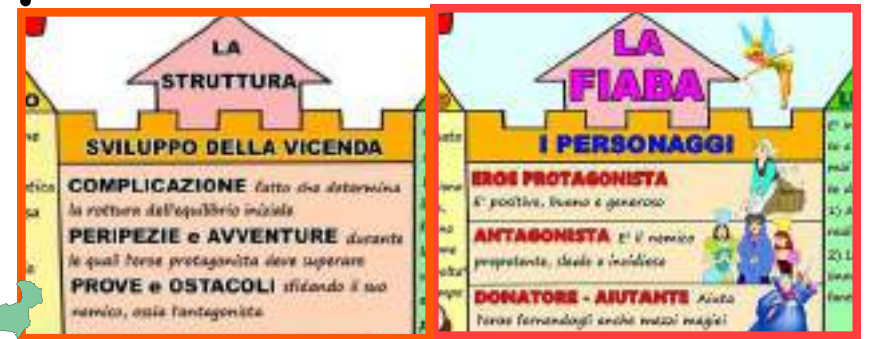 LA
STRUTTURA
SVILUPPO DELLA VICENDA
COMPLICAZIONE fatto che determina
la rottura dell'equilibrio iniziale
PERIPEZIE e AVVENTURE durante
le quali l'eroe protagonista deve superare
PROVE e OSTACOLI sfidando il suo
nemico, ossia l'antagonista
LA
FIABA
I PERSONAGGI
EROE PROTAGONISTA
E' positivo, buono e generoso
ANTAGONISTA E' il nemico
prepotente, sleale e insidioso
DONATORE - AIUTANTE Aiuta
l'eroe fornendogli anche mezzi magici